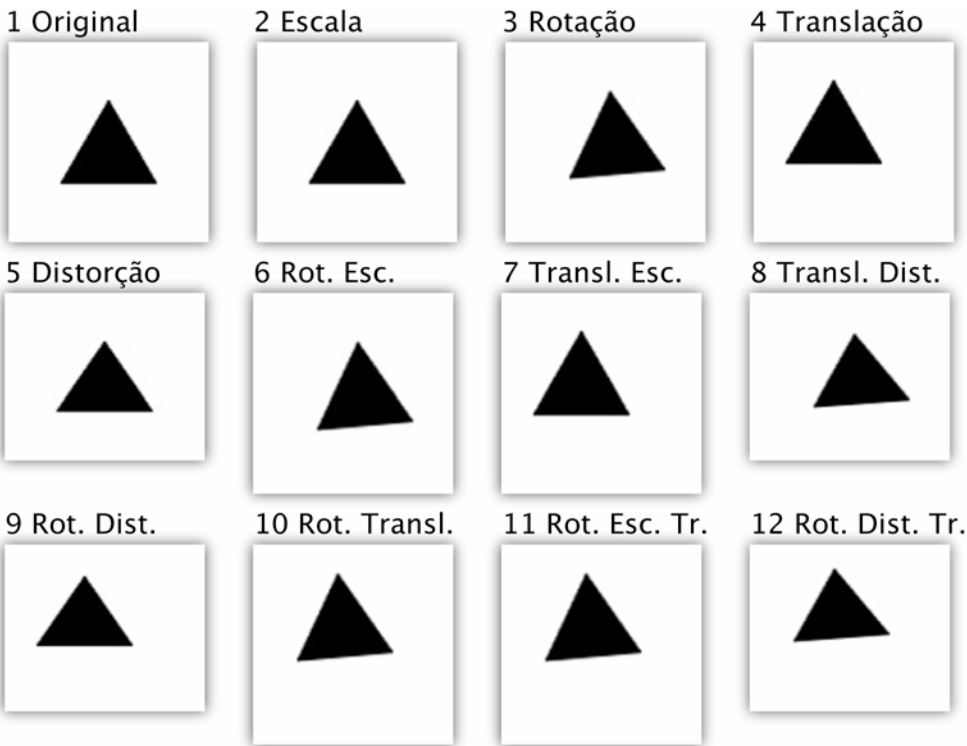 1 Original
2 Escala
3 Rotação
4 Translação
5 Distorção
6 Rot. Esc.
7 Transl. Esc.
8 Transl. Dist.
9 Rot. Dist.
10 Rot. Transl.
11 Rot. Esc. Tr.
12 Rot. Dist. Tr.